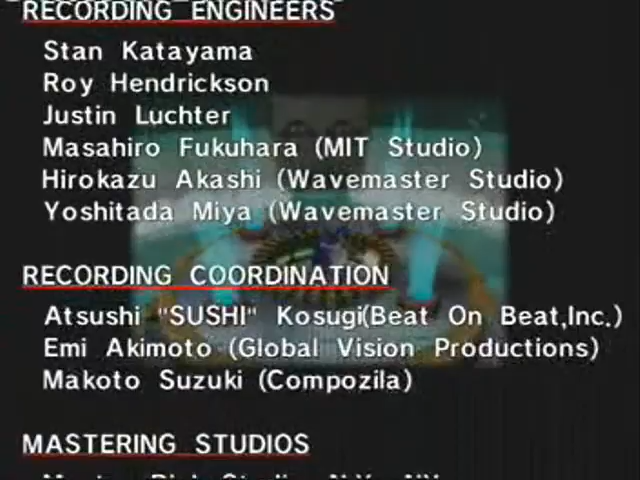 RECORDING ENGINEERS
Stan Katayama
Roy Hendrickson
Justin Luchter
Masahiro Fukuhara (MIT Studio)
Hirokazu Akashi (Wavemaster Studio)
Yoshitada Miya (Wavemaster Studio)
RECORDING COORDINATION
Atsushi "SUSHI" Kosugi(Beat On Beat,Inc.)
Emi Akimoto (Global Vision Productions)
Makoto Suzuki (Compozila)
MASTERING STUDIOS